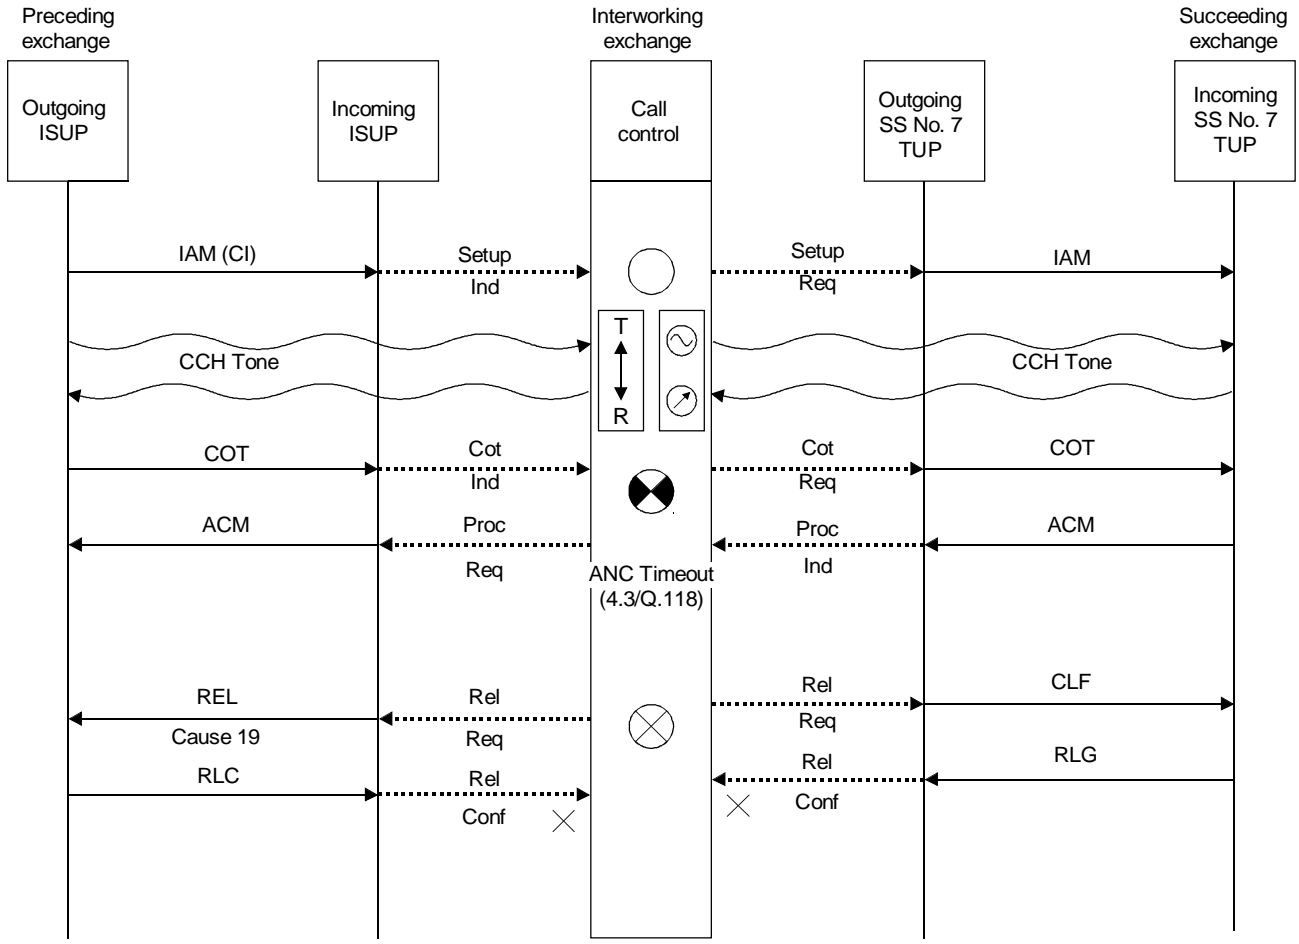 Preceding
exchange
Interworking
exchange
Succeeding
exchange
Outgoing
ISUP
Incoming
ISUP
Call
control
Outgoing
SS No. 7
TUP
Incoming
SS No. 7
TUP
IAM (CI)
Setup
Ind
Setup
Req
IAM
CCH Tone
T
R
CCH Tone
COT
Cot
Ind
Cot
Req
COT
ACM
Proc
Req
Proc
Ind
ACM
ANC Timeout
(4.3/Q.118)
REL
Cause 19
Rel
Req
Rel
Req
CLF
RLC
Rel
Conf
Rel
Conf
RLG